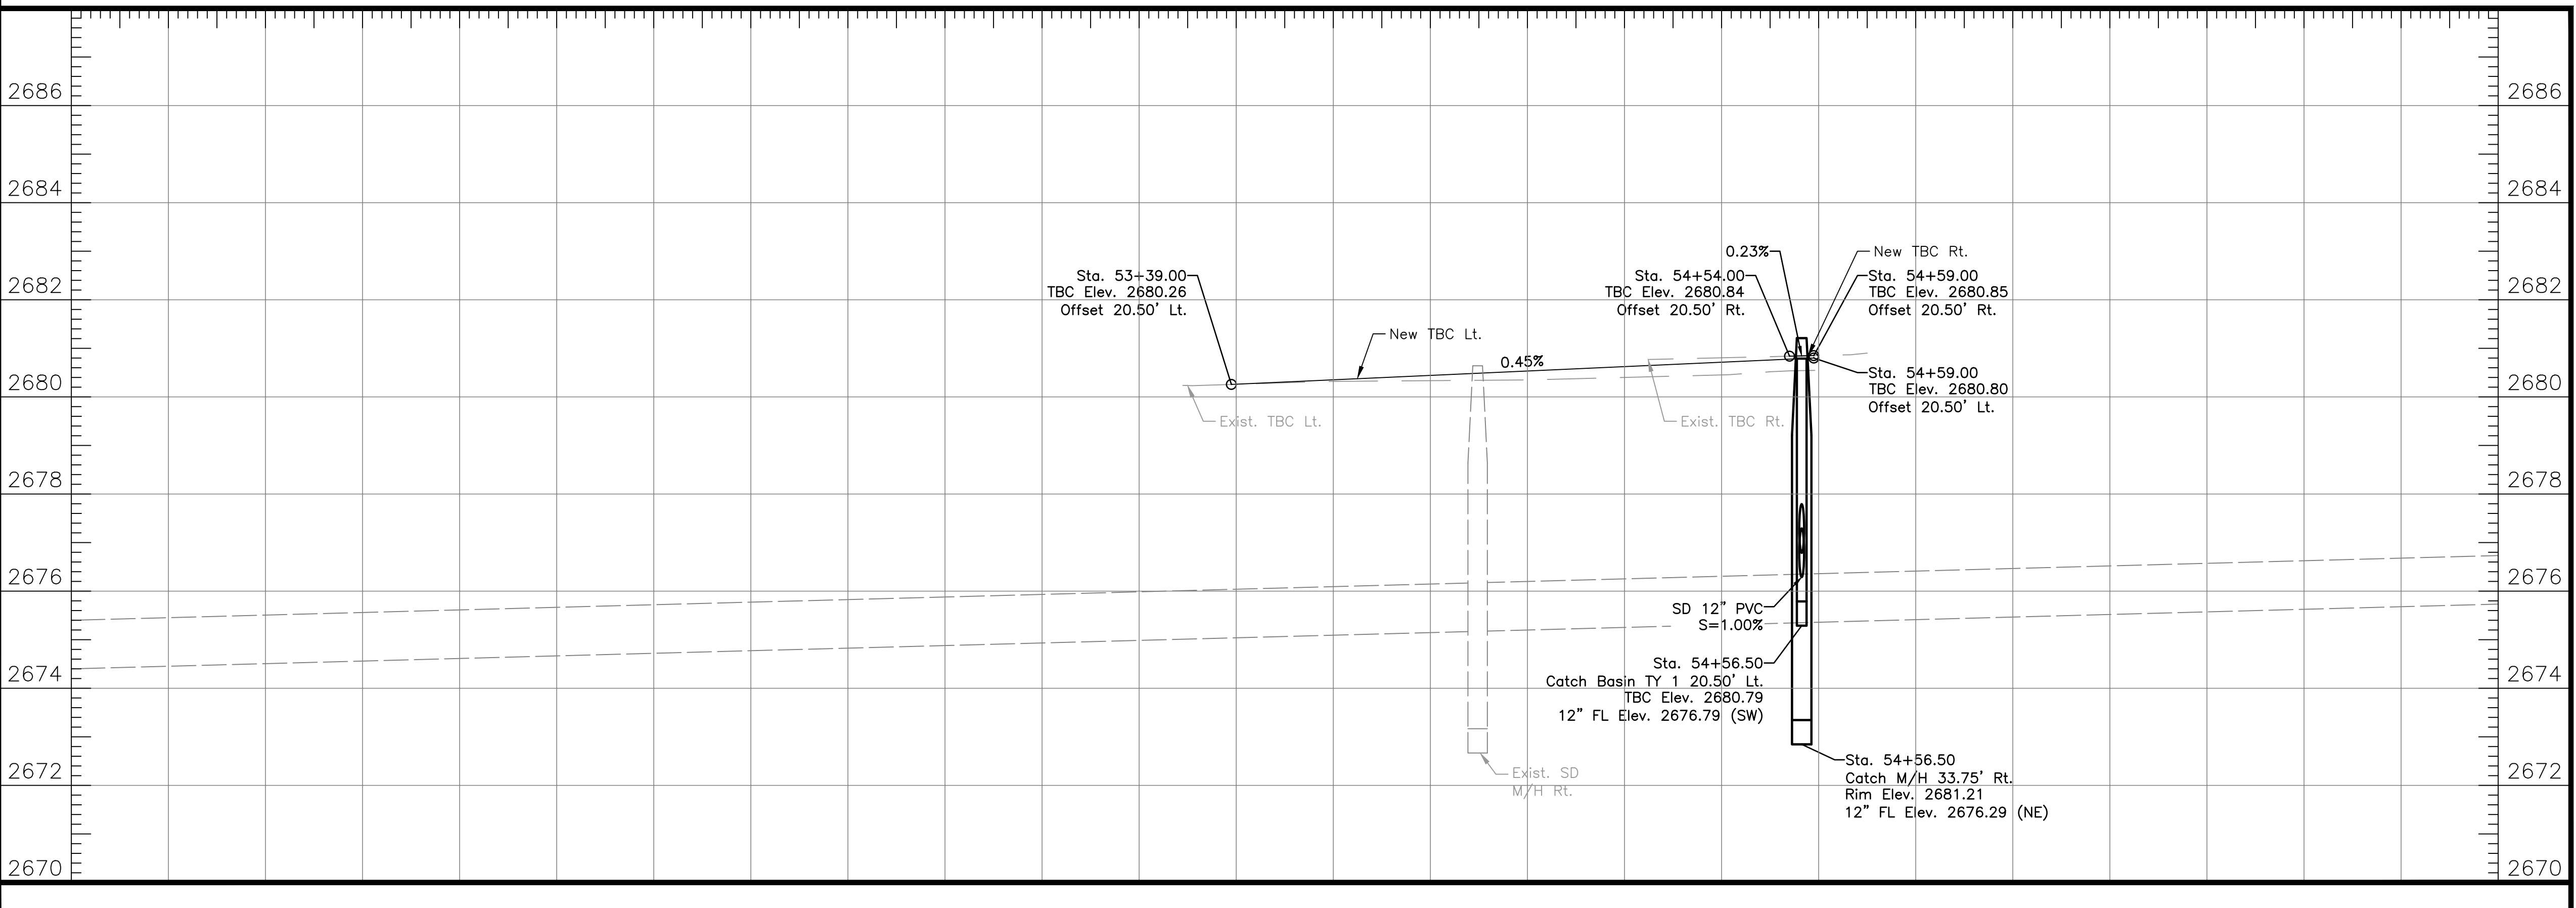 2686
2686
2684
2684
0.23%
New TBC Rt.
Sta. 53+39.00
TBC Elev. 2680.26
Offset 20.50' Lt.
Sta. 54+54.00
TBC Elev. 2680.84
Offset 20.50' Rt.
Sta. 54+59.00
TBC Elev. 2680.85
Offset 20.50' Rt.
2682
2682
New TBC Lt.
0.45%
2680
2680
Sta. 54+59.00
TBC Elev. 2680.80
Offset 20.50' Lt.
Exist. TBC Lt.
Exist. TBC Rt.
2678
2678
2676
2676
SD 12" PVC
S=1.00%
Sta. 54+56.50
Catch Basin TY 1 20.50' Lt.
TBC Elev. 2680.79
12" FL Elev. 2676.79 (SW)
2674
2674
Exist. SD
M/H Rt.
Sta. 54+56.50
Catch M/H 33.75' Rt.
Rim Elev. 2681.21
12" FL Elev. 2676.29 (NE)
2672
2672
2670
2670